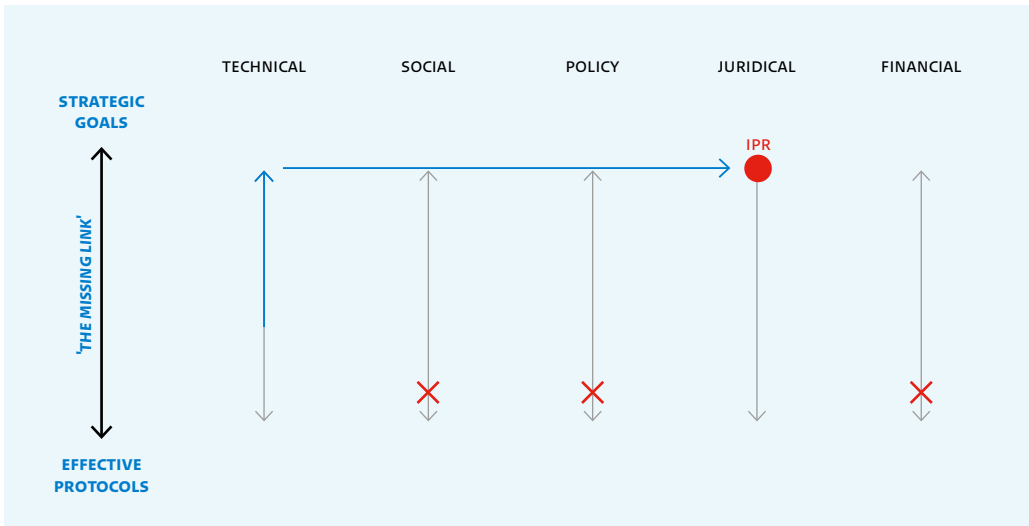 TECHNICAL
SOCIAL
POLICY
JURIDICAL
FINANCIAL
STRATEGIC
GOALS
IPR
'THE MISSING LINK'
EFFECTIVE
PROTOCOLS